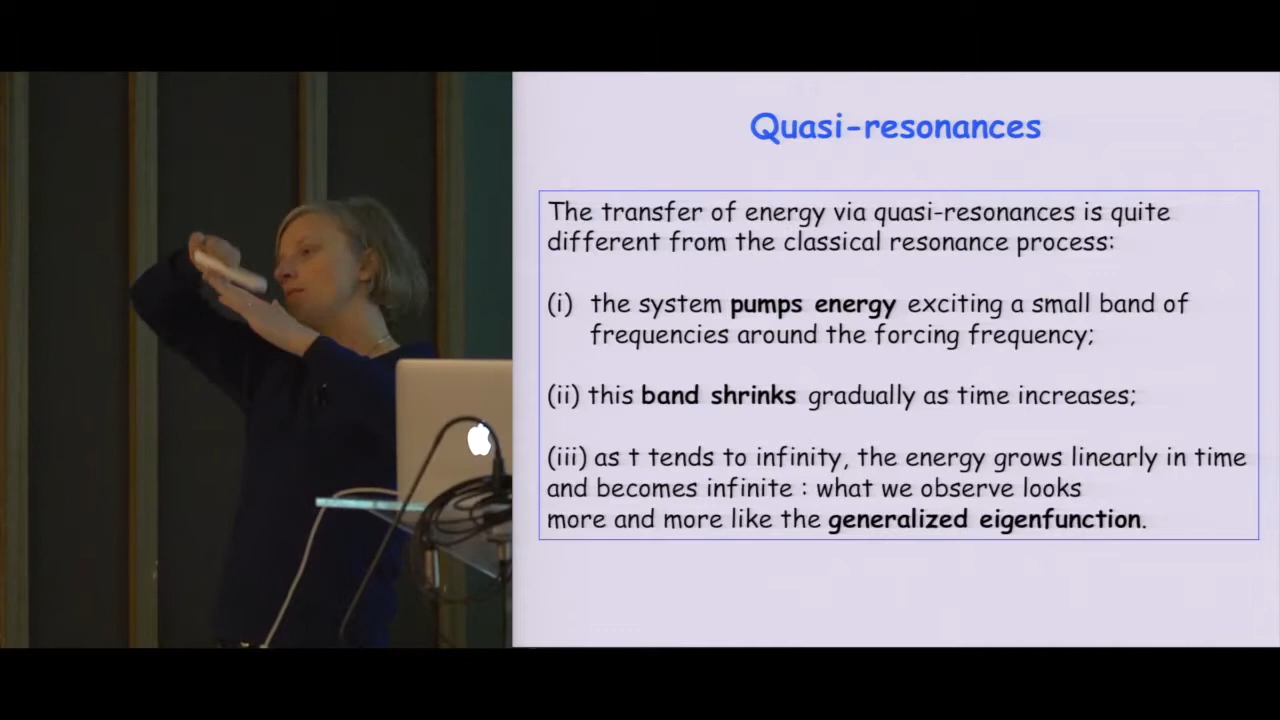 Quasi-resonances
The transfer of energy via quasi-resonances is quite
different from the classical resonance process:
(i) the system pumps energy exciting a small band of
frequencies around the forcing frequency;
(ii) this band shrinks gradually as time increases;
(iii) as t tends to infinity, the energy grows linearly in time
and becomes infinite : what we observe looks
more and more like the generalized eigenfunction.